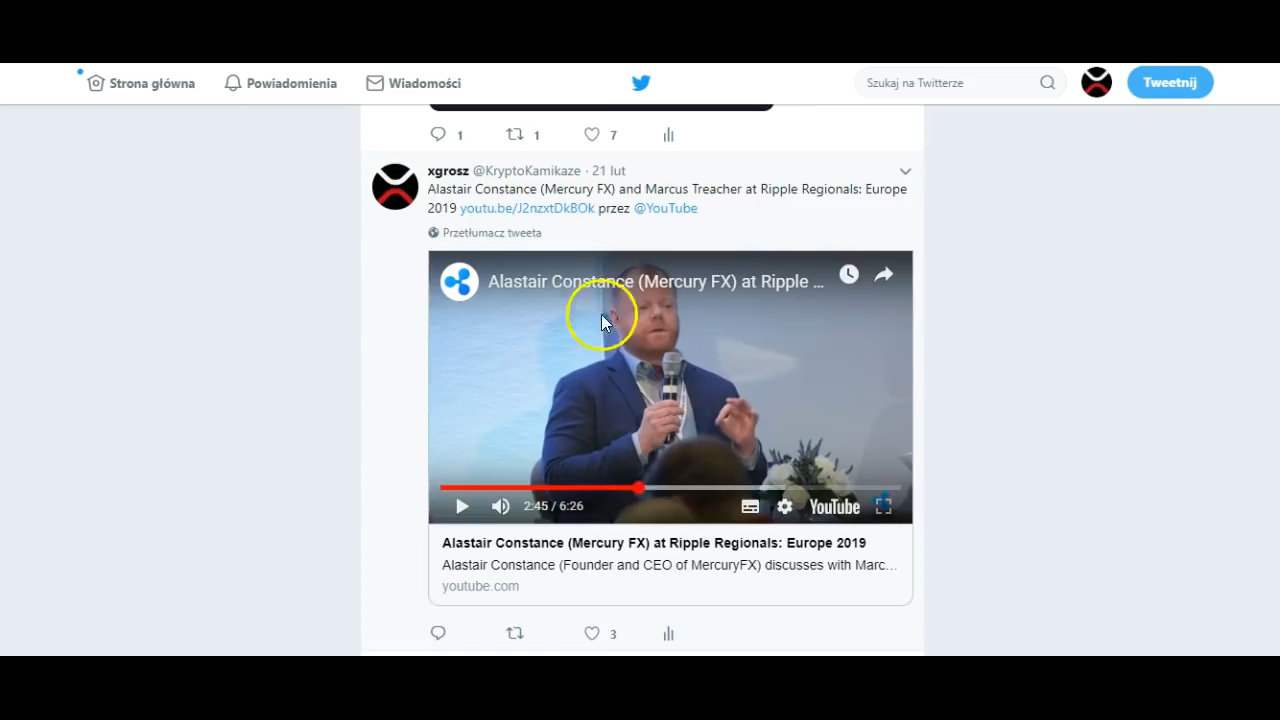 Strona główna
Powiadomienia
Wiadomości
Szukaj na Twitterze
Tweetnij
1
1
7
xgrosz @KryptoKamikaze · 21 lut
Alastair Constance (Mercury FX) and Marcus Treacher at Ripple Regionals: Europe
2019 youtu.be/J2nzxtDkBOk przez @YouTube
Przetłumacz tweeta
Alastair Constance (Mercury FX) at Ripple ...
2:45 / 6:26
YouTube
Alastair Constance (Mercury FX) at Ripple Regionals: Europe 2019
Alastair Constance (Founder and CEO of MercuryFX) discusses with Marc...
youtube.com
3